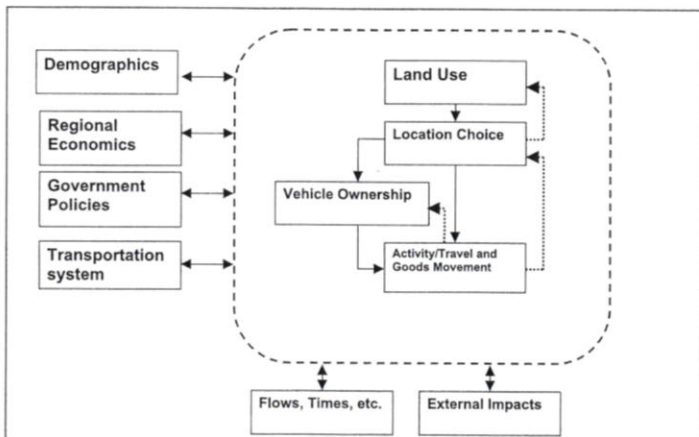 Demographics
Regional
Economics
Government
Policies
Transportation
system
Land Use
Location Choice
Vehicle Ownership
Activity/Travel and
Goods Movement
Flows, Times, etc.
External Impacts